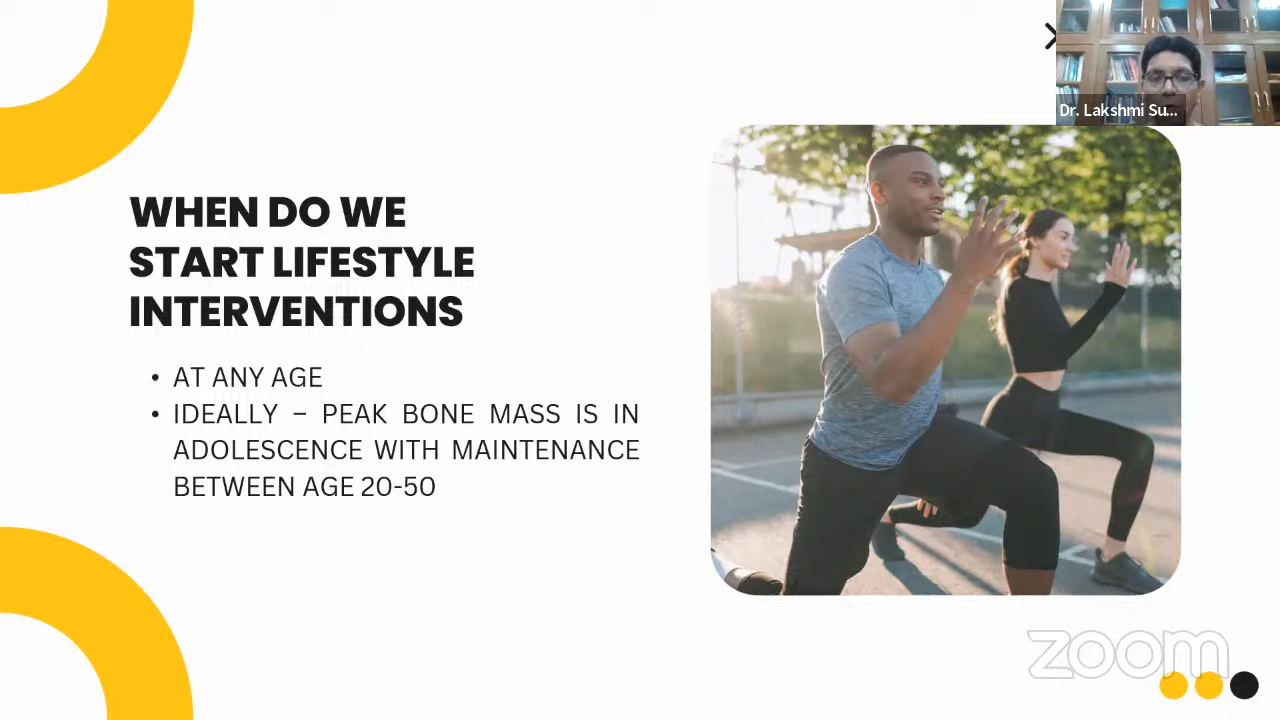 Dr. Lakshmi Su...
WHEN DO WE
START LIFESTYLE
INTERVENTIONS
• AT ANY AGE
• IDEALLY – PEAK BONE MASS IS IN
ADOLESCENCE WITH MAINTENANCE
BETWEEN AGE 20-50
zoom